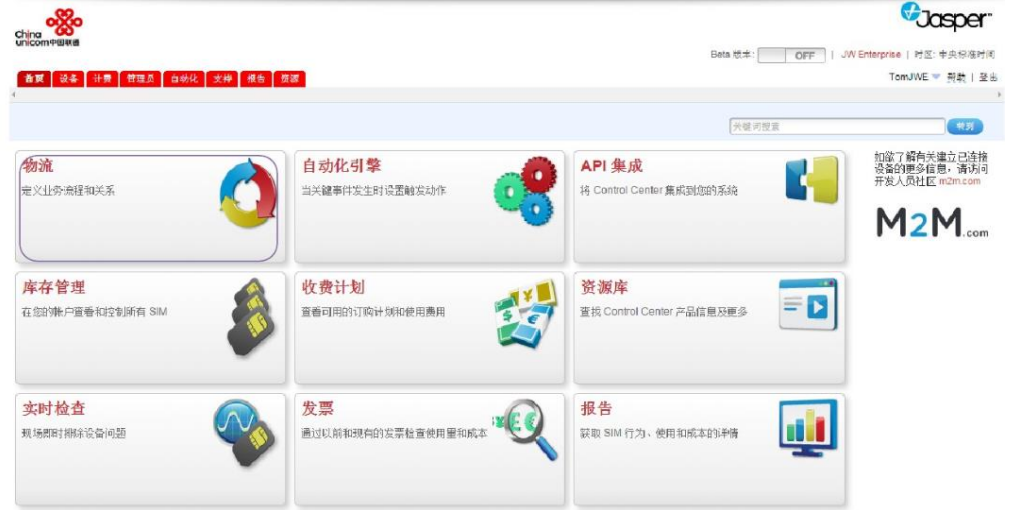 China
unicom中国联通
Jasper
Beta 版本: OFF | JW Enterprise | 时区: 中央标准时间
首页 设备 计费 管理员 自动化 支持 报告 资源
TomJWE 帮助 | 登出
关键词搜索
特别
物流
定义业务流程和关系
自动化引擎
当关键事件发生时设置触发动作
API 集成
将 Control Center 集成到您的系统
如欲了解有关建立已连接
设备的更多信息，请访问
开发人员社区 m2m.com
M2M.com
库存管理
在您的帐户查看和控制所有 SIM
收费计划
查看可用的订购计划和使用费用
资源库
查找 Control Center 产品信息及更多
实时检查
现场即时排除设备问题
发票
通过以前和现有的发票检查使用量和成本
报告
获取 SIM 行为、使用和成本的详情